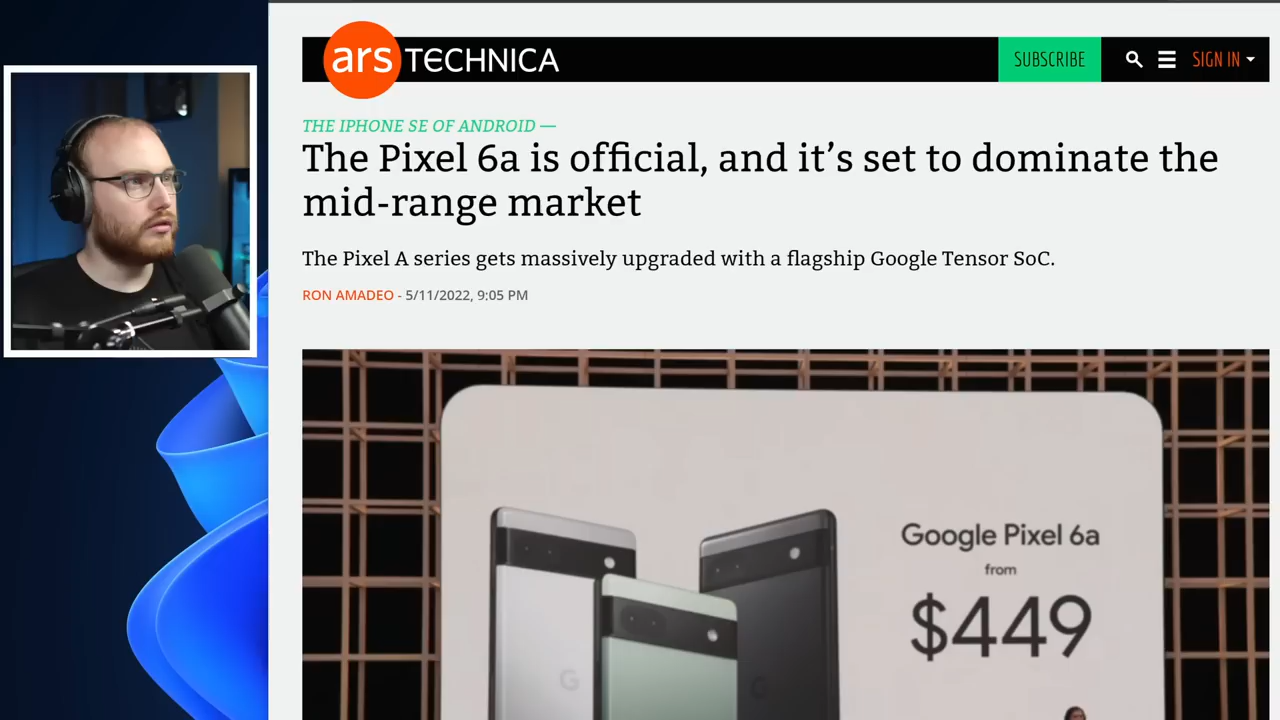 ars TECHNICA
SUBSCRIBE
SIGN IN
THE IPHONE SE OF ANDROID —
The Pixel 6a is official, and it’s set to dominate the
mid-range market
The Pixel A series gets massively upgraded with a flagship Google Tensor SoC.
RON AMADEO - 5/11/2022, 9:05 PM
Google Pixel 6a
from
$449
G
G